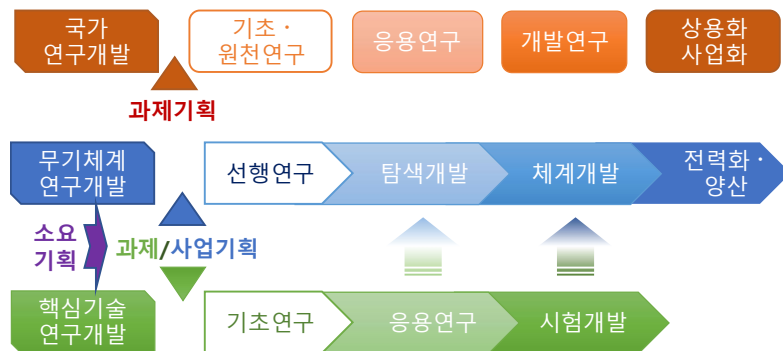 국가
연구개발
기초·
원천연구
응용연구
개발연구
상용화
사업화
과제기획
무기체계
연구개발
선행연구
탐색개발
체계개발
전력화·
양산
소요
기획
과제/사업기획
핵심기술
연구개발
기초연구
응용연구
시험개발